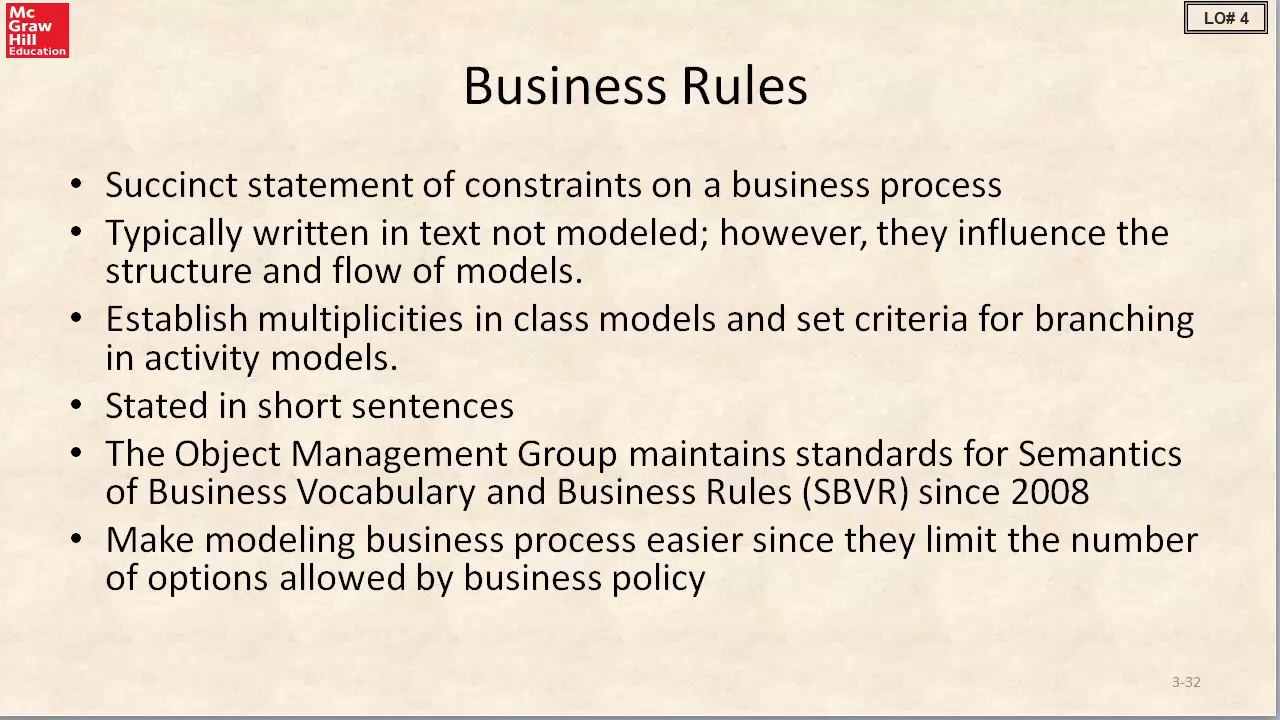 Mc
Graw
Hill
Education
LO# 4
Business Rules
• Succinct statement of constraints on a business process
• Typically written in text not modeled; however, they influence the
structure and flow of models.
• Establish multiplicities in class models and set criteria for branching
in activity models.
• Stated in short sentences
• The Object Management Group maintains standards for Semantics
of Business Vocabulary and Business Rules (SBVR) since 2008
• Make modeling business process easier since they limit the number
of options allowed by business policy
3-32